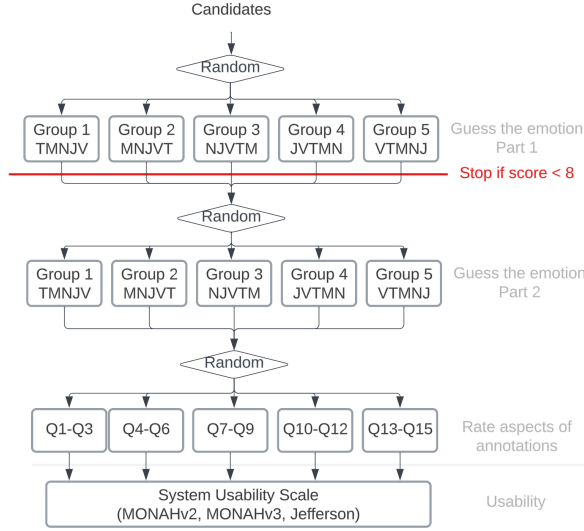 Candidates
Random
Group 1 Group 2 Group 3 Group 4 Group 5
TMNJV MNJVT NJVTM JVTMN VTMNJ
Guess the emotion
Part 1
Stop if score < 8
Random
Group 1 Group 2 Group 3 Group 4 Group 5
TMNJV MNJVT NJVTM JVTMN VTMNJ
Guess the emotion
Part 2
Random
Q1-Q3 Q4-Q6 Q7-Q9 Q10-Q12 Q13-Q15
Rate aspects of
annotations
System Usability Scale
(MONAHv2, MONAHv3, Jefferson)
Usability